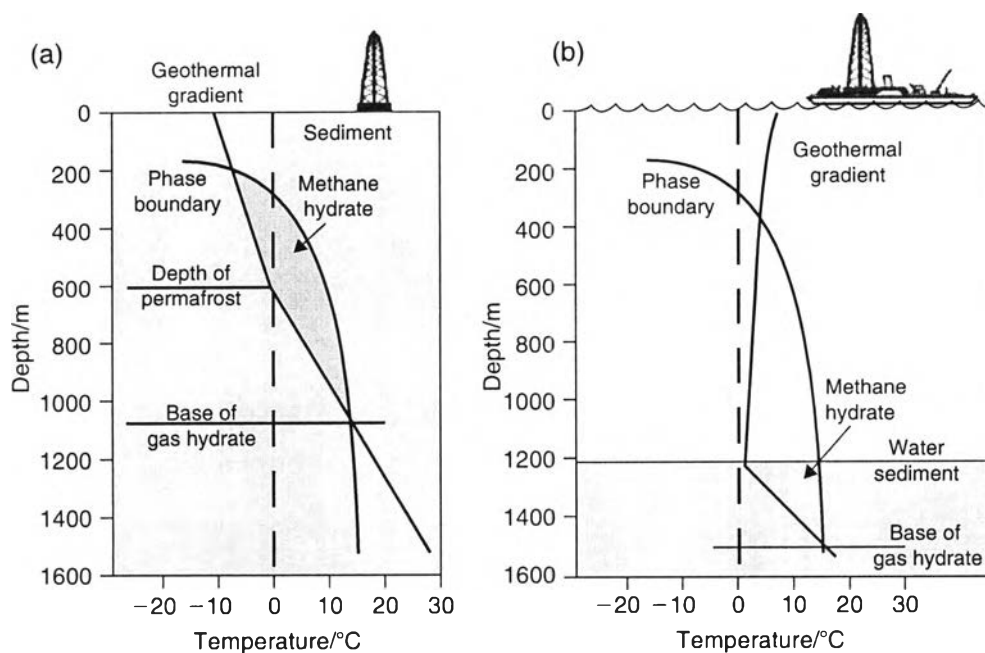 (a)
Geothermal
gradient
Sediment
Phase
boundary
Methane
hydrate
Depth of
permafrost
Base of
gas hydrate
0
200
400
600
800
1000
1200
1400
1600
Depth/m
−20 −10 0 10 20 30
Temperature/°C
(b)
Geothermal
gradient
Phase
boundary
Methane
hydrate
Water
sediment
Base of
gas hydrate
0
200
400
600
800
1000
1200
1400
1600
Depth/m
−20 −10 0 10 20 30
Temperature/°C